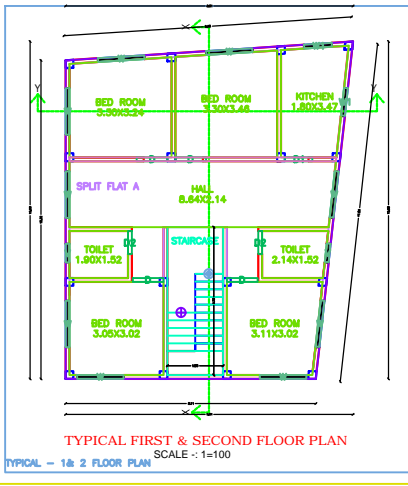 X
Y
Y
BED ROOM
3.30X3.24
BED ROOM
3.30X3.46
KITCHEN
1.80X3.47
D
D1
SPLIT FLAT A
HALL
8.64X2.14
STAIRCASE
TOILET
1.90X1.52
D2
D2
TOILET
2.14X1.52
D
D
BED ROOM
3.05X3.02
BED ROOM
3.11X3.02
X
TYPICAL FIRST & SECOND FLOOR PLAN
SCALE -: 1=100
TYPICAL - 1& 2 FLOOR PLAN